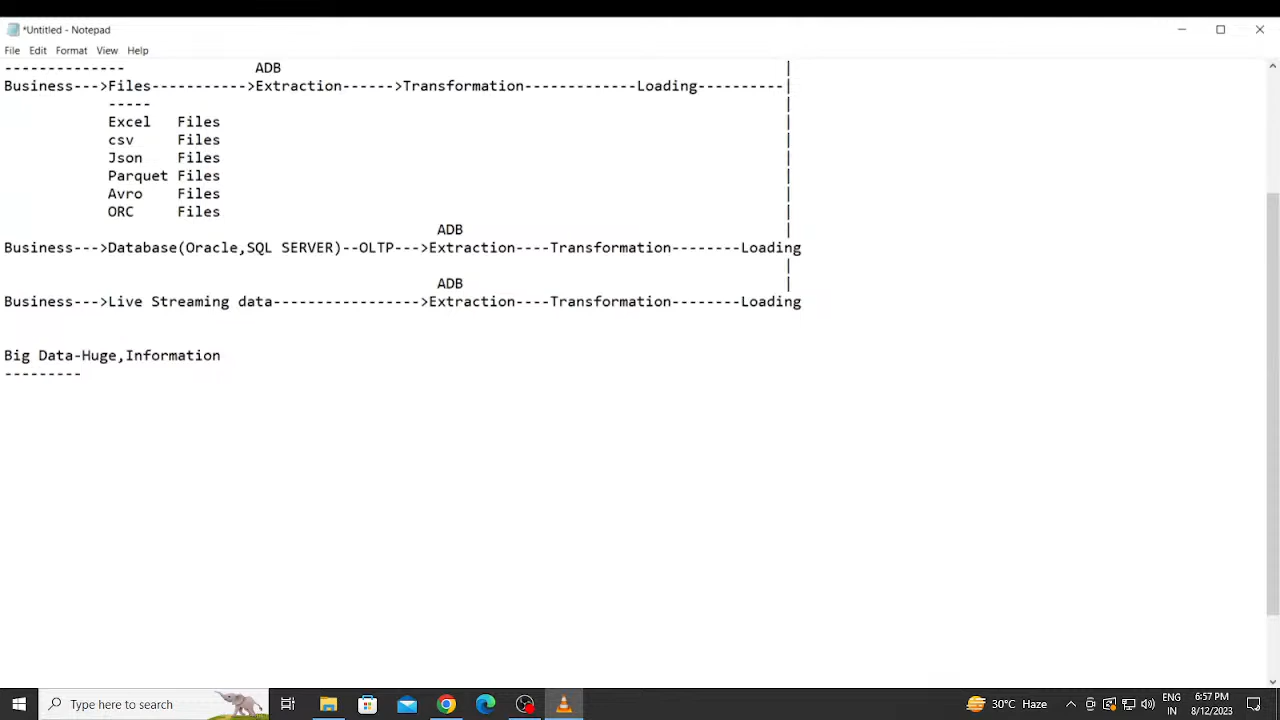 *Untitled - Notepad
File Edit Format View Help
-------------- ADB |
Business--->Files----------->Extraction------>Transformation-------------Loading----------|
----- |
Excel Files |
csv Files |
Json Files |
Parquet Files |
Avro Files |
ORC Files |
ADB |
Business--->Database(Oracle,SQL SERVER)--OLTP--->Extraction----Transformation--------Loading
|
ADB |
Business--->Live Streaming data----------------->Extraction----Transformation--------Loading
Big Data-Huge,Information
---------
Type here to search
30°C Haze
ENG
IN
6:57 PM
8/12/2023